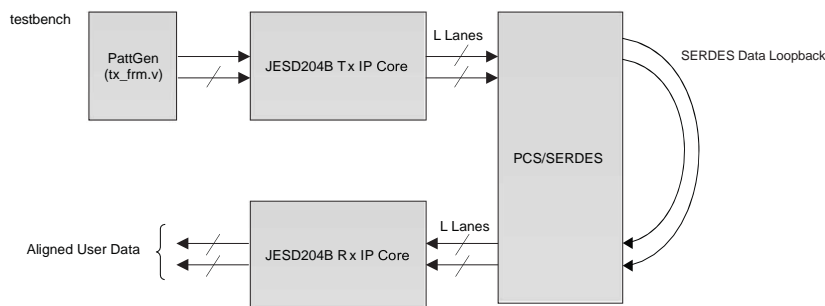 testbench
PattGen
(tx_frm.v)
JESD204B Tx IP Core
L Lanes
PCS/SERDES
SERDES Data Loopback
Aligned User Data
JESD204B Rx IP Core
L Lanes